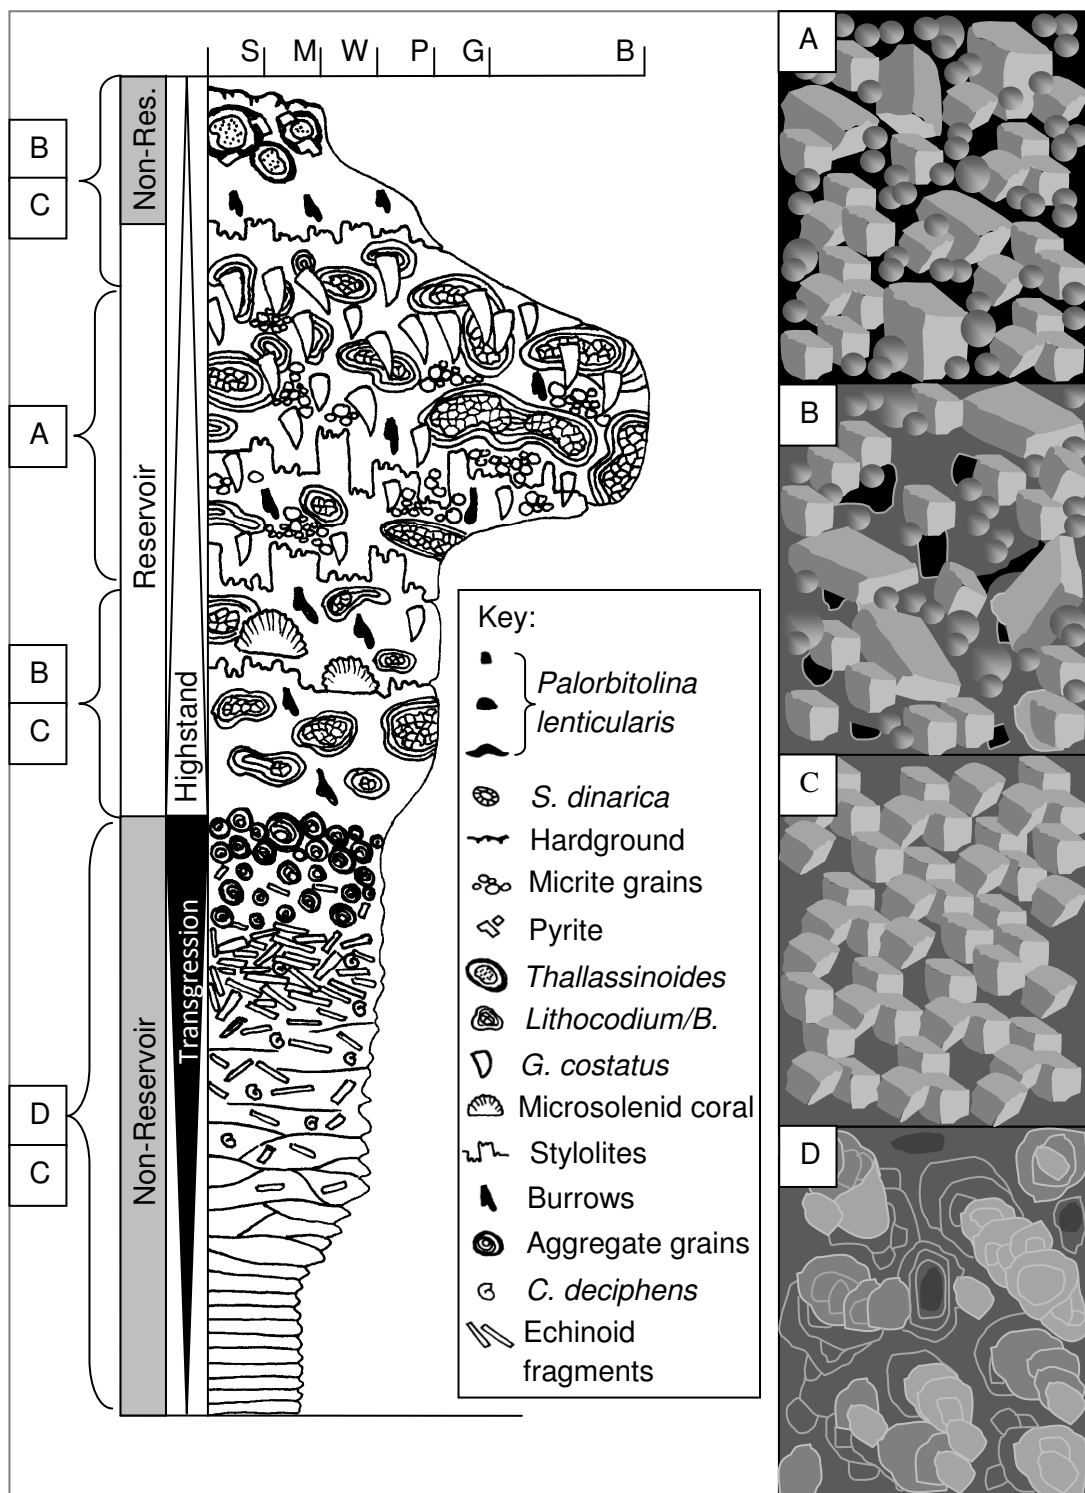 S M W P G B
B
C
A
B
C
D
C
Non-Res.
Reservoir
Non-Reservoir
Highstand
Transgression
Key:
Palorbitolina
lenticularis
S. dinarica
Hardground
Micrite grains
Pyrite
Thallassinoides
Lithocodium/B.
G. costatus
Microsolenid coral
Stylolites
Burrows
Aggregate grains
C. deciphens
Echinoid
fragments
A
B
C
D